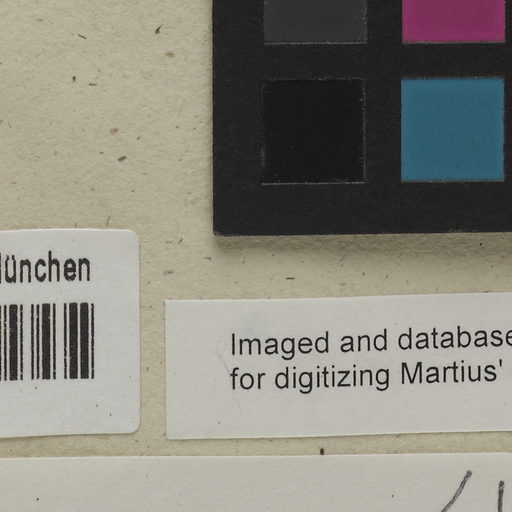 ünchen
Imaged and database
for digitizing Martius'